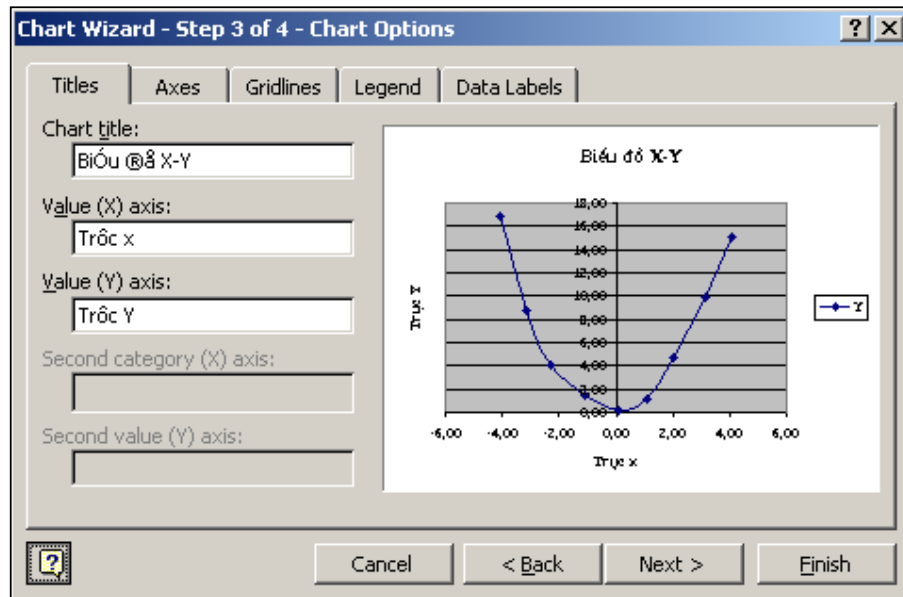 Chart Wizard - Step 3 of 4 - Chart Options
Titles Axes Gridlines Legend Data Labels
Chart title:
BiÓu ®å X-Y
Value (X) axis:
Trôc x
Value (Y) axis:
Trôc Y
Second category (X) axis:
Second value (Y) axis:
Biểu đồ X-Y
Trục Y
18,00
16,00
14,00
12,00
10,00
8,00
6,00
4,00
2,00
0,00
-6,00 -4,00 -2,00 0,00 2,00 4,00 6,00
Trục x
Y
Cancel < Back Next > Finish